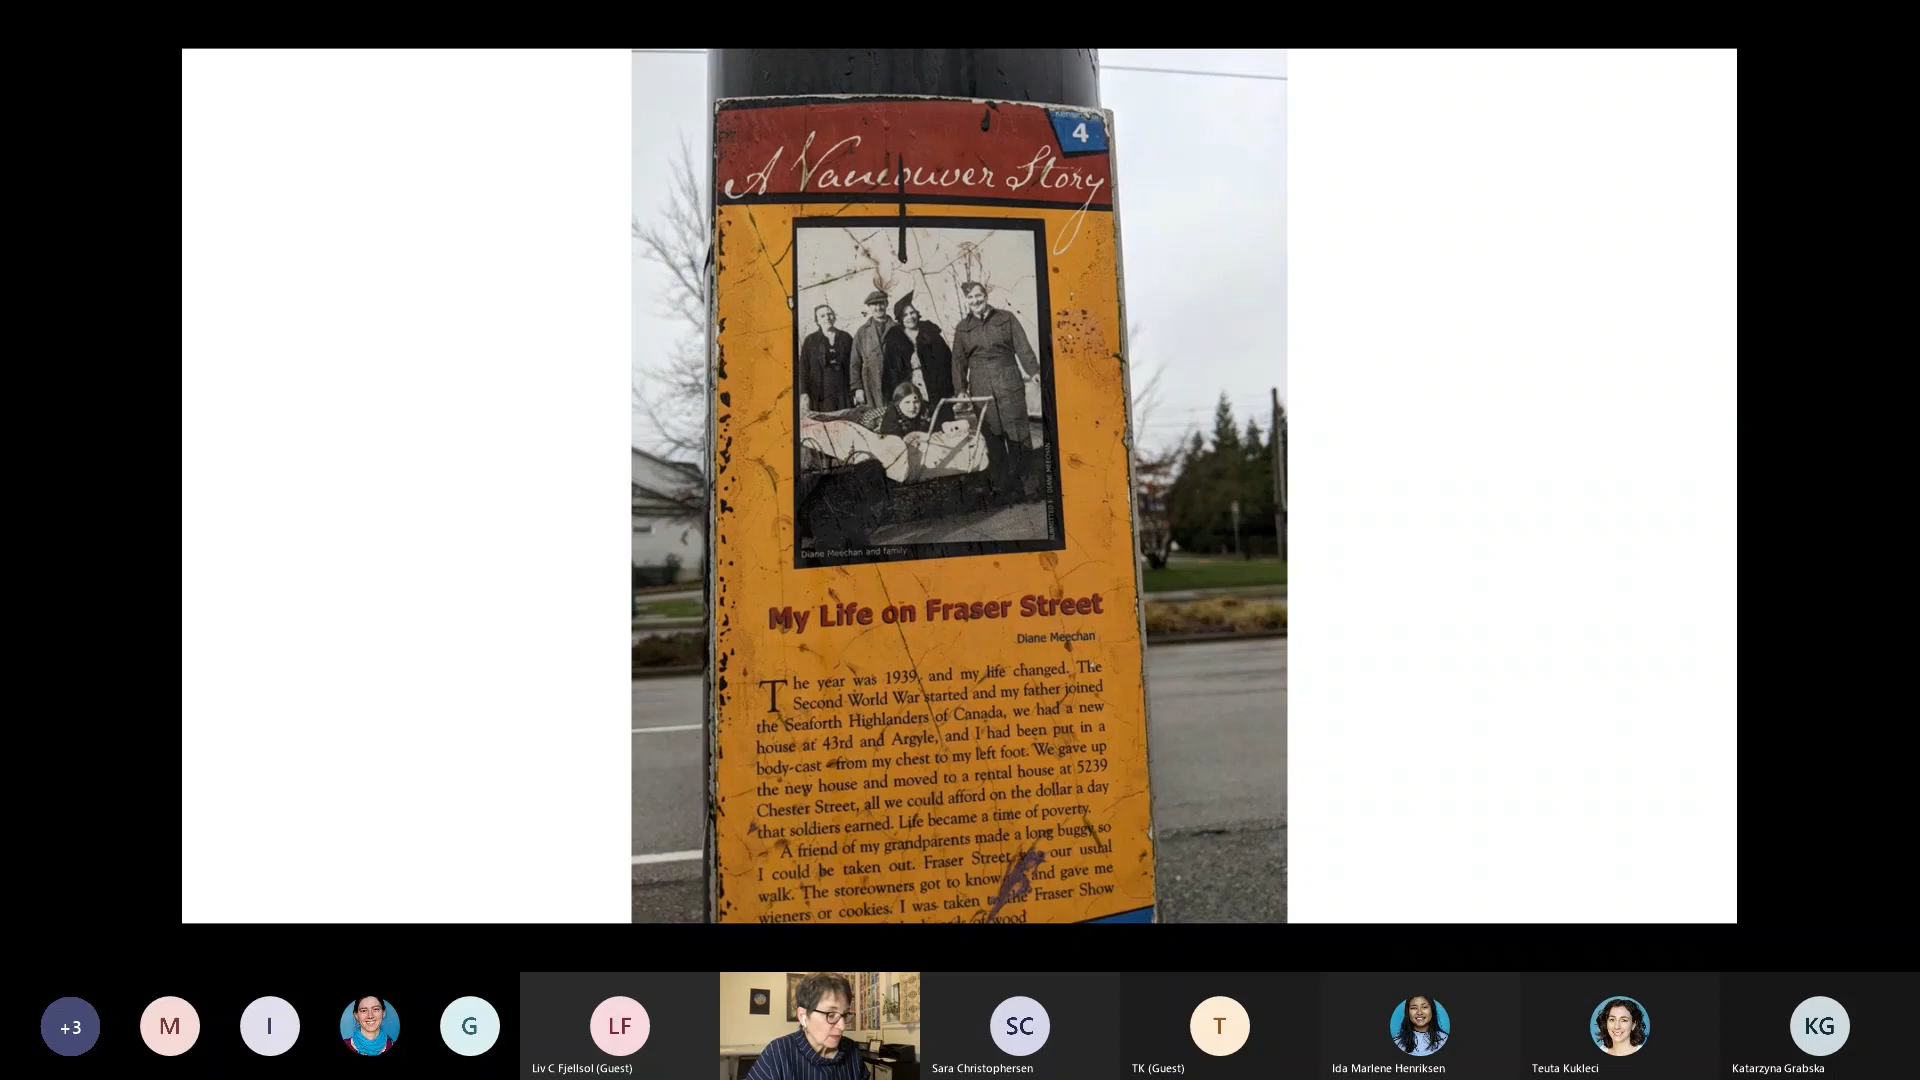 4
A Vancouver Story
SUBMITTED BY DIANE MEECHAN
Diane Meechan and family
My Life on Fraser Street
Diane Meechan
The year was 1939, and my life changed. The
Second World War started and my father joined
the Seaforth Highlanders of Canada, we had a new
house at 43rd and Argyle, and I had been put in a
body-cast from my chest to my left foot. We gave up
the new house and moved to a rental house at 5239
Chester Street, all we could afford on the dollar a day
that soldiers earned. Life became a time of poverty.
A friend of my grandparents made a long buggy so
I could be taken out. Fraser Street our usual
walk. The storeowners got to know and gave me
wieners or cookies. I was taken to the Fraser Show
of wood
+3
M
I
G
LF
Liv C Fjellsol (Guest)
SC
Sara Christophersen
T
TK (Guest)
Ida Marlene Henriksen
Teuta Kukleci
KG
Katarzyna Grabska